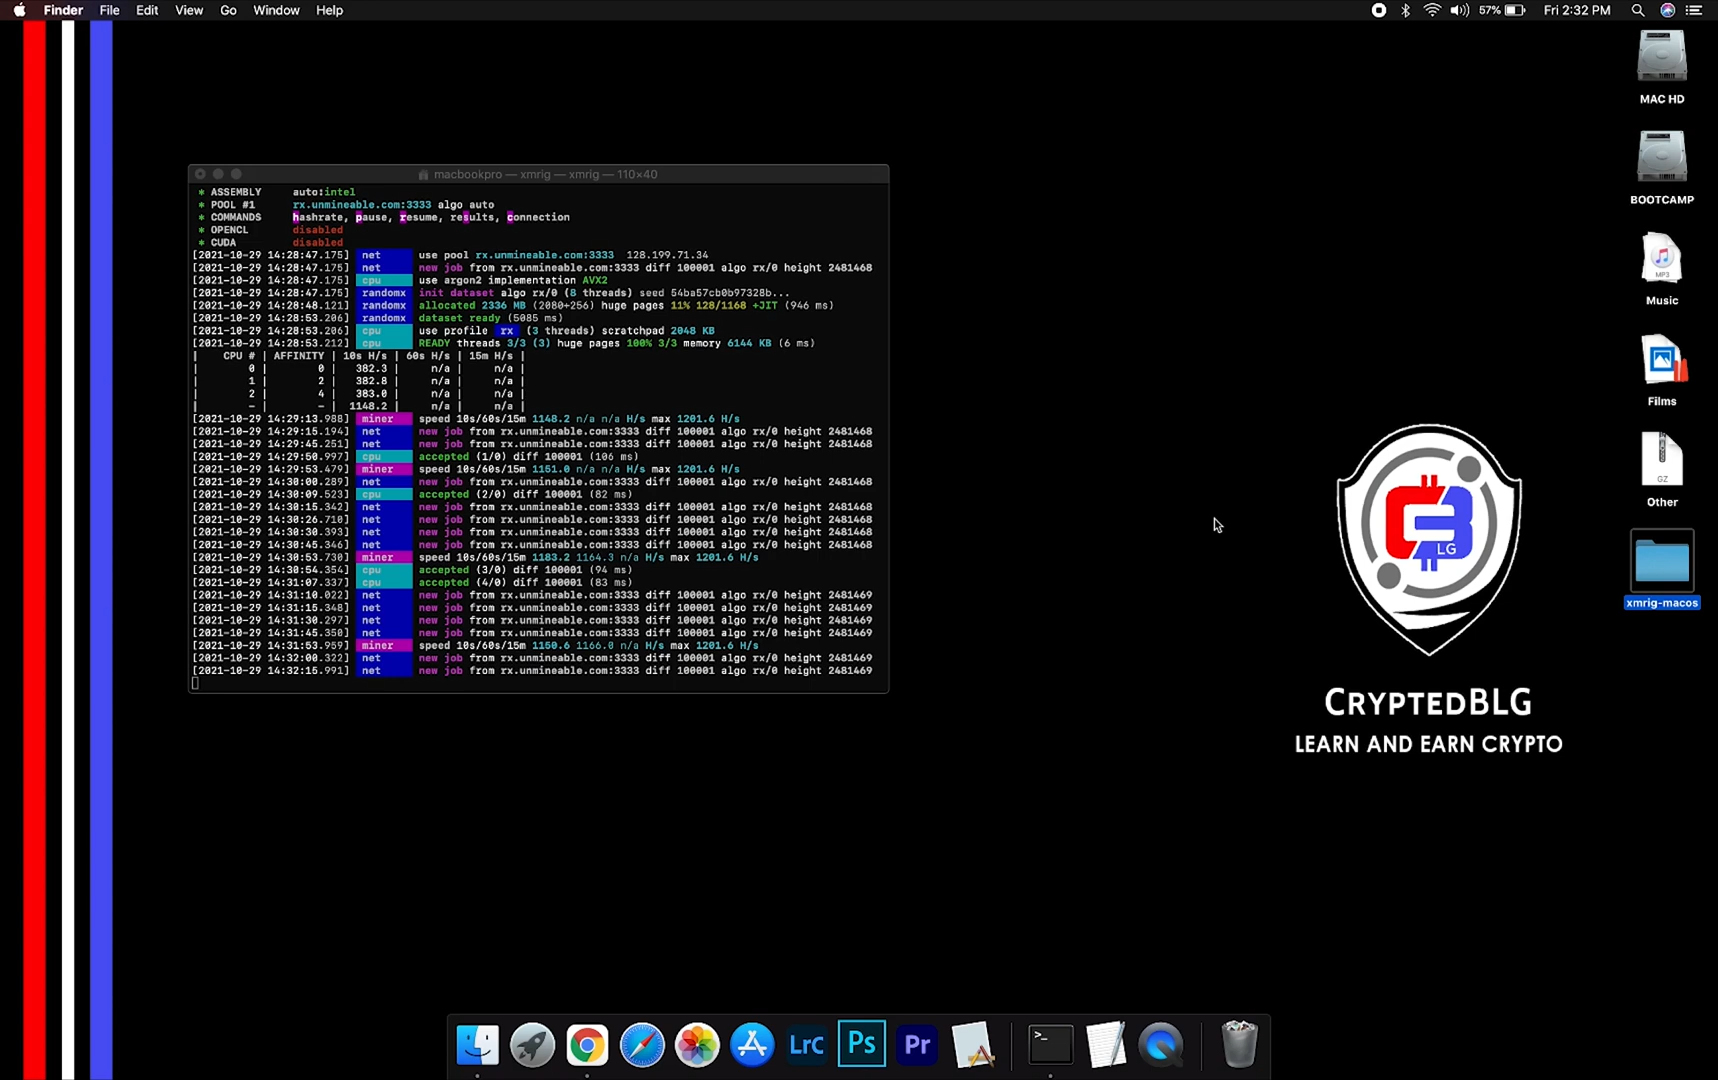 Finder File Edit View Go Window Help 57% Fri 2:32 PM
MAC HD
BOOTCAMP
MP3
Music
Films
GZ
Other
xmrig-macos
macbookpro — xmrig — xmrig — 110×40
* ASSEMBLY auto:intel
* POOL #1 rx.unmineable.com:3333 algo auto
* COMMANDS hashrate, pause, resume, results, connection
* OPENCL disabled
* CUDA disabled
[2021-10-29 14:28:47.175] net use pool rx.unmineable.com:3333 128.199.71.34
[2021-10-29 14:28:47.175] net new job from rx.unmineable.com:3333 diff 100001 algo rx/0 height 2481468
[2021-10-29 14:28:47.175] cpu use argon2 implementation AVX2
[2021-10-29 14:28:47.175] randomx init dataset algo rx/0 (8 threads) seed 54ba57cb0b97328b...
[2021-10-29 14:28:48.121] randomx allocated 2336 MB (2080+256) huge pages 11% 128/1168 +JIT (946 ms)
[2021-10-29 14:28:53.206] randomx dataset ready (5085 ms)
[2021-10-29 14:28:53.206] cpu use profile rx (3 threads) scratchpad 2048 KB
[2021-10-29 14:28:53.212] cpu READY threads 3/3 (3) huge pages 100% 3/3 memory 6144 KB (6 ms)
| CPU # | AFFINITY | 10s H/s | 60s H/s | 15m H/s |
| 0 | 0 | 382.3 | n/a | n/a |
| 1 | 2 | 382.8 | n/a | n/a |
| 2 | 4 | 383.0 | n/a | n/a |
| - | - | 1148.2 | n/a | n/a |
[2021-10-29 14:29:13.988] miner speed 10s/60s/15m 1148.2 n/a n/a H/s max 1201.6 H/s
[2021-10-29 14:29:15.194] net new job from rx.unmineable.com:3333 diff 100001 algo rx/0 height 2481468
[2021-10-29 14:29:45.251] net new job from rx.unmineable.com:3333 diff 100001 algo rx/0 height 2481468
[2021-10-29 14:29:50.997] cpu accepted (1/0) diff 100001 (106 ms)
[2021-10-29 14:29:53.479] miner speed 10s/60s/15m 1151.0 n/a n/a H/s max 1201.6 H/s
[2021-10-29 14:30:00.289] net new job from rx.unmineable.com:3333 diff 100001 algo rx/0 height 2481468
[2021-10-29 14:30:09.523] cpu accepted (2/0) diff 100001 (82 ms)
[2021-10-29 14:30:15.342] net new job from rx.unmineable.com:3333 diff 100001 algo rx/0 height 2481468
[2021-10-29 14:30:26.710] net new job from rx.unmineable.com:3333 diff 100001 algo rx/0 height 2481468
[2021-10-29 14:30:30.393] net new job from rx.unmineable.com:3333 diff 100001 algo rx/0 height 2481468
[2021-10-29 14:30:45.346] net new job from rx.unmineable.com:3333 diff 100001 algo rx/0 height 2481468
[2021-10-29 14:30:53.730] miner speed 10s/60s/15m 1183.2 1164.3 n/a H/s max 1201.6 H/s
[2021-10-29 14:30:54.354] cpu accepted (3/0) diff 100001 (94 ms)
[2021-10-29 14:31:07.337] cpu accepted (4/0) diff 100001 (83 ms)
[2021-10-29 14:31:10.022] net new job from rx.unmineable.com:3333 diff 100001 algo rx/0 height 2481469
[2021-10-29 14:31:15.348] net new job from rx.unmineable.com:3333 diff 100001 algo rx/0 height 2481469
[2021-10-29 14:31:30.297] net new job from rx.unmineable.com:3333 diff 100001 algo rx/0 height 2481469
[2021-10-29 14:31:45.350] net new job from rx.unmineable.com:3333 diff 100001 algo rx/0 height 2481469
[2021-10-29 14:31:53.959] miner speed 10s/60s/15m 1150.6 1166.0 n/a H/s max 1201.6 H/s
[2021-10-29 14:32:00.322] net new job from rx.unmineable.com:3333 diff 100001 algo rx/0 height 2481469
[2021-10-29 14:32:15.991] net new job from rx.unmineable.com:3333 diff 100001 algo rx/0 height 2481469
CB
LG
CRYPTEDBLG
LEARN AND EARN CRYPTO
LrC Ps Pr >_